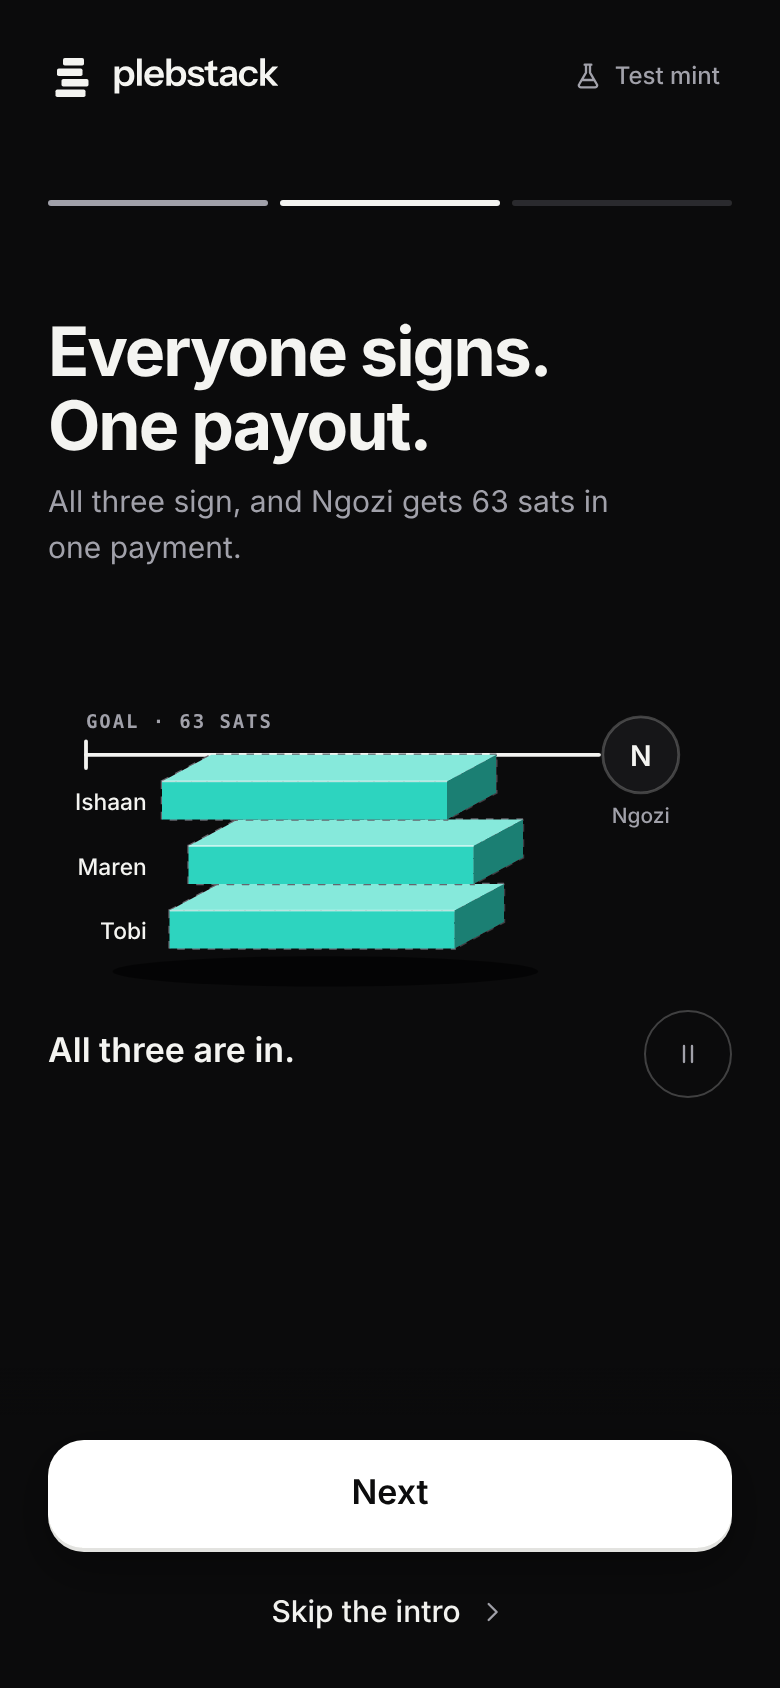 plebstack
Test mint
Everyone signs.
One payout.
All three sign, and Ngozi gets 63 sats in
one payment.
GOAL · 63 SATS
N
Ishaan
Ngozi
Maren
Tobi
All three are in.
Next
Skip the intro